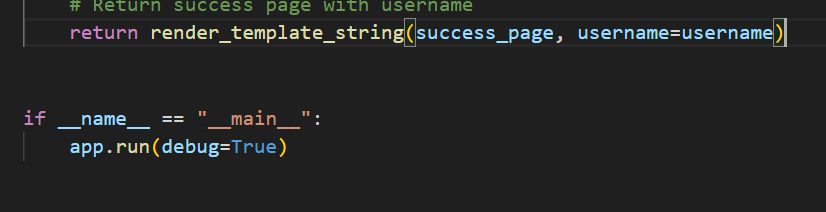 # Return success page with username
return render_template_string(success_page, username=username)
if __name__ == "__main__":
app.run(debug=True)